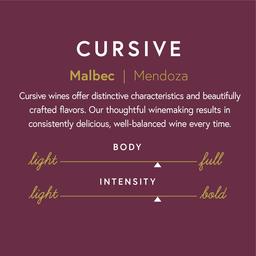 CURSIVE
Malbec | Mendoza
Cursive wines offer distinctive characteristics and beautifully
crafted flavors. Our thoughtful winemaking results in
consistently delicious, well-balanced wine every time.
BODY
light full
INTENSITY
light bold